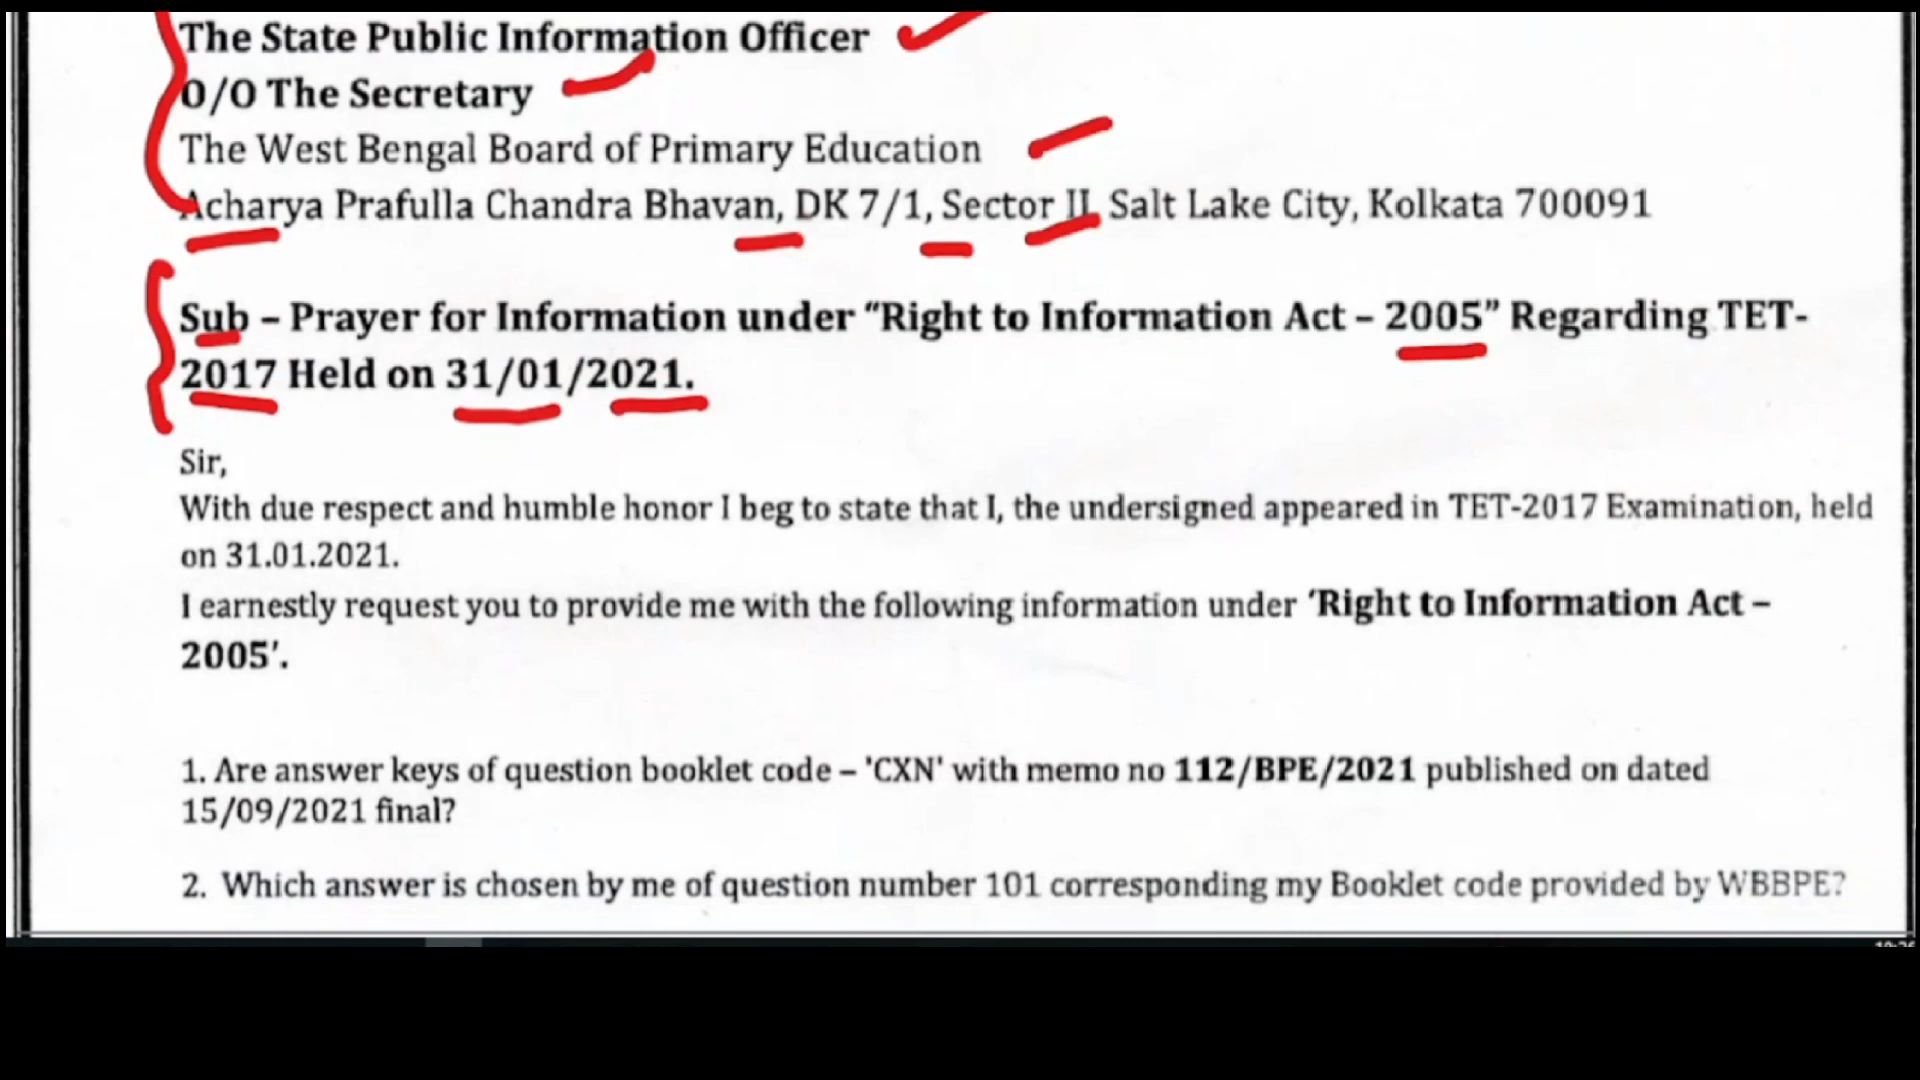 The State Public Information Officer
O/O The Secretary
The West Bengal Board of Primary Education
Acharya Prafulla Chandra Bhavan, DK 7/1, Sector II, Salt Lake City, Kolkata 700091
Sub – Prayer for Information under “Right to Information Act – 2005” Regarding TET-
2017 Held on 31/01/2021.
Sir,
With due respect and humble honor I beg to state that I, the undersigned appeared in TET-2017 Examination, held
on 31.01.2021.
I earnestly request you to provide me with the following information under ‘Right to Information Act –
2005’.
1. Are answer keys of question booklet code – 'CXN' with memo no 112/BPE/2021 published on dated
15/09/2021 final?
2. Which answer is chosen by me of question number 101 corresponding my Booklet code provided by WBBPE?